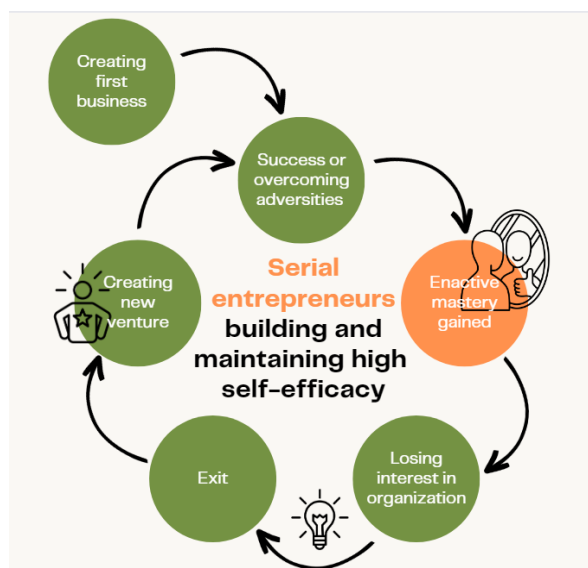 Creating
first
business
Success or
overcoming
adversities
Enactive
mastery
gained
Losing
interest in
organization
Exit
Creating
new
venture
Serial
entrepreneurs
building and
maintaining high
self-efficacy